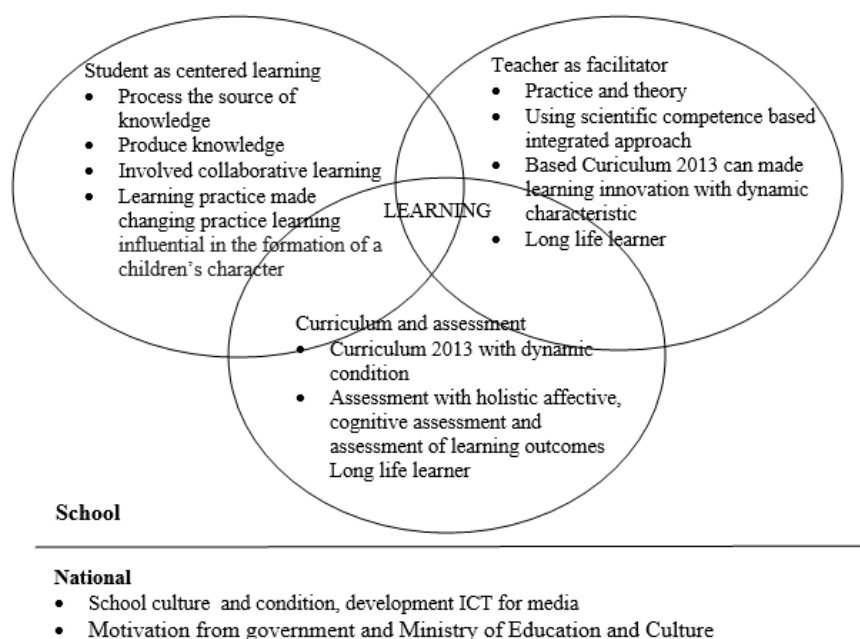 Student as centered learning
• Process the source of
knowledge
• Produce knowledge
• Involved collaborative learning
• Learning practice made
changing practice learning
influential in the formation of a
children's character
Teacher as facilitator
• Practice and theory
• Using scientific competence based
integrated approach
• Based Curiculum 2013 can made
learning innovation with dynamic
characteristic
• Long life learner
LEARNING
Curriculum and assessment
• Curriculum 2013 with dynamic
condition
• Assessment with holistic affective,
cognitive assessment and
assessment of learning outcomes
Long life learner
School
National
• School culture and condition, development ICT for media
• Motivation from government and Ministry of Education and Culture